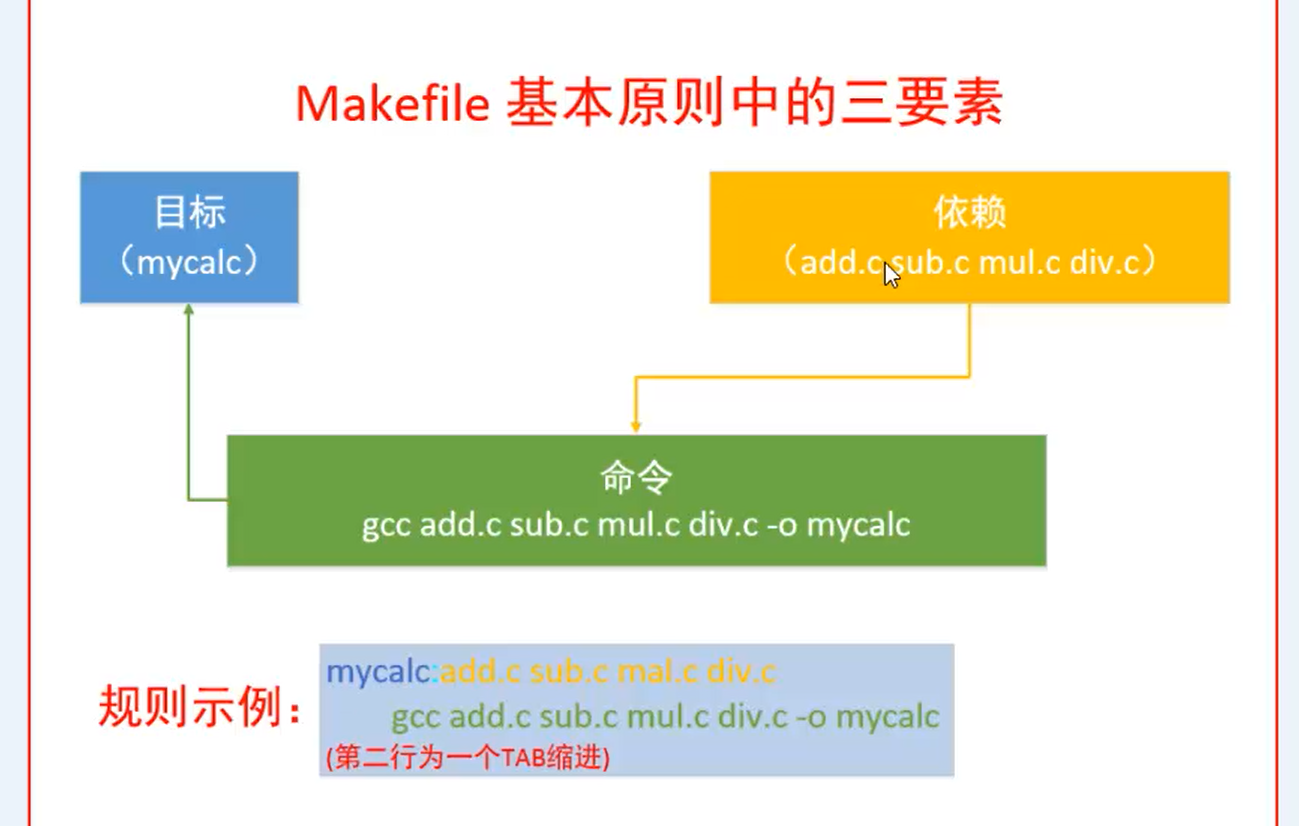 Makefile 基本原则中的三要素
目标
（mycalc）
依赖
（add.c sub.c mul.c div.c）
命令
gcc add.c sub.c mul.c div.c -o mycalc
规则示例：
mycalc:add.c sub.c mal.c div.c
gcc add.c sub.c mul.c div.c -o mycalc
(第二行为一个TAB缩进)